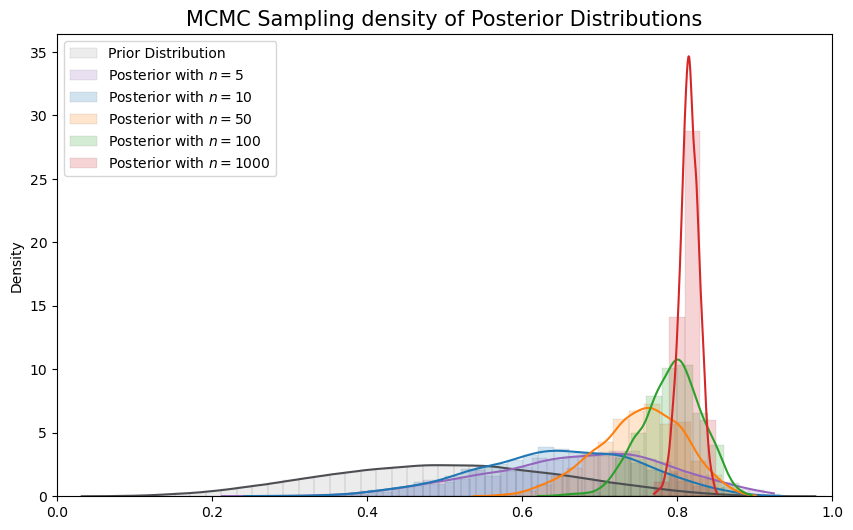 MCMC Sampling density of Posterior Distributions
Prior Distribution
Posterior with n = 5
Posterior with n = 10
Posterior with n = 50
Posterior with n = 100
Posterior with n = 1000
Density
35
30
25
20
15
10
5
0
0.0 0.2 0.4 0.6 0.8 1.0